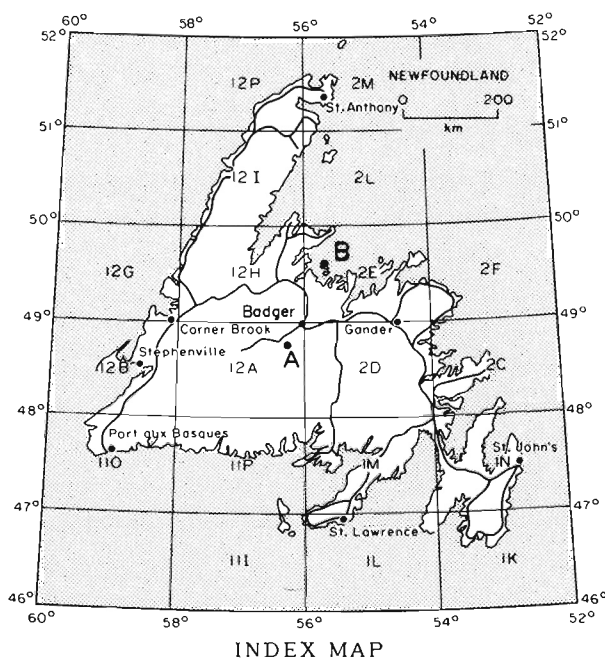 60° 58° 56° 54° 52°
52° 52°
12P 2M NEWFOUNDLAND
0 200
St. Anthony
km
51° 51°
12 I 2L
50° 50°
B
12G 12H 2E 2F
Badger
49° 49°
Corner Brook Gander
Stephenville A
12B 12A 2D 2C
48° 48°
Port aux Basques St. John's
11O 11P 1M 1N
47° 47°
St. Lawrence
11I 1L 1K
46° 46°
60° 58° 56° 54° 52°
INDEX MAP